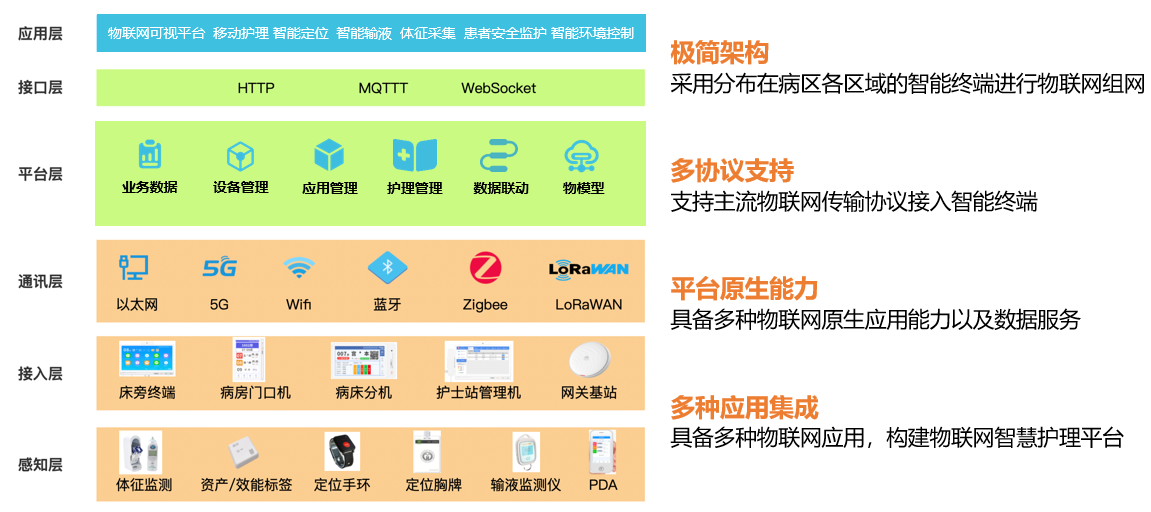 应用层
物联网可视平台 移动护理 智能定位 智能输液 体征采集 患者安全监护 智能环境控制
接口层
HTTP MQTTT WebSocket
平台层
业务数据 设备管理 应用管理 护理管理 数据联动 物模型
通讯层
5G LoRaWAN
以太网 5G Wifi 蓝牙 Zigbee LoRaWAN
接入层
床旁终端 病房门口机 病床分机 护士站管理机 网关基站
感知层
体征监测 资产/效能标签 定位手环 定位胸牌 输液监测仪 PDA
极简架构
采用分布在病区各区域的智能终端进行物联网组网
多协议支持
支持主流物联网传输协议接入智能终端
平台原生能力
具备多种物联网原生应用能力以及数据服务
多种应用集成
具备多种物联网应用，构建物联网智慧护理平台